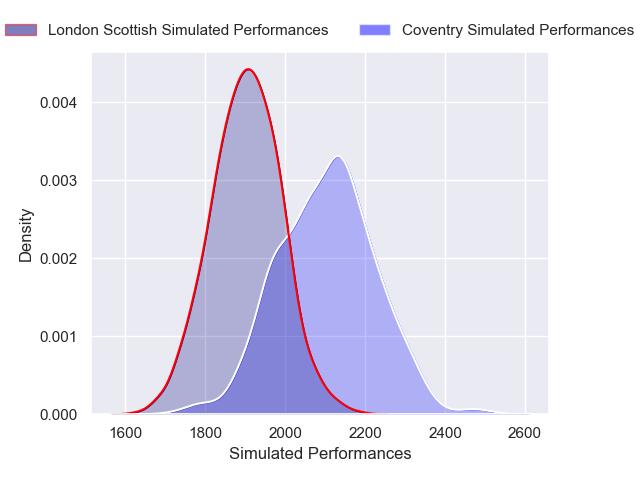 London Scottish Simulated Performances
Coventry Simulated Performances
0.004
0.003
0.002
0.001
0.000
Density
1600 1800 2000 2200 2400 2600
Simulated Performances